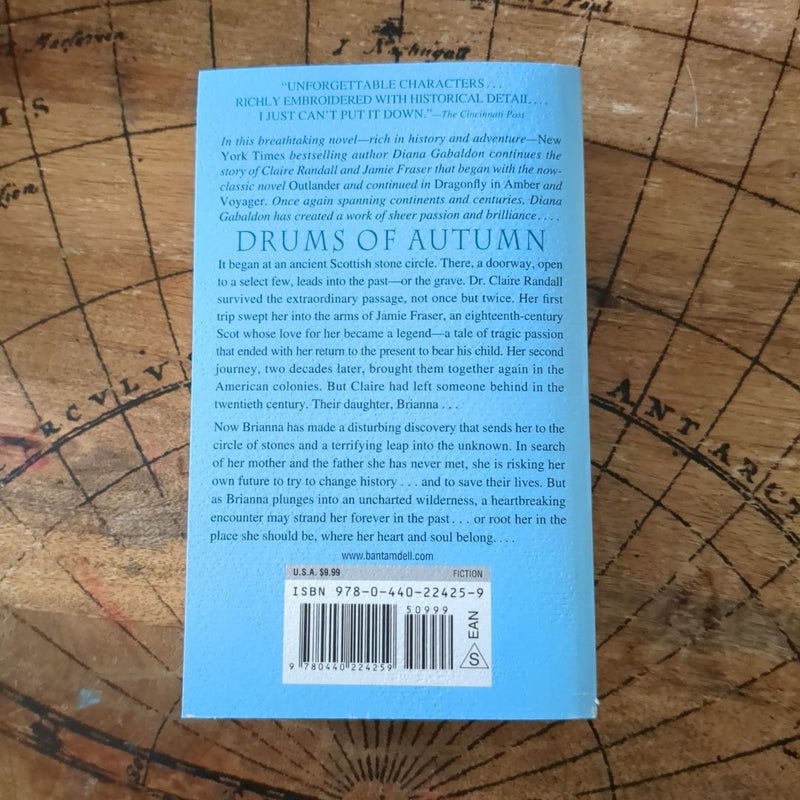 I Nachugatt
I S
"UNFORGETTABLE CHARACTERS . . .
RICHLY EMBROIDERED WITH HISTORICAL DETAIL. . . .
I JUST CAN'T PUT IT DOWN."—The Cincinnati Post
In this breathtaking novel—rich in history and adventure—New
York Times bestselling author Diana Gabaldon continues the
story of Claire Randall and Jamie Fraser that began with the now-
classic novel Outlander and continued in Dragonfly in Amber and
Voyager. Once again spanning continents and centuries, Diana
Gabaldon has created a work of sheer passion and brilliance. . . .
DRUMS OF AUTUMN
It began at an ancient Scottish stone circle. There, a doorway, open
to a select few, leads into the past—or the grave. Dr. Claire Randall
survived the extraordinary passage, not once but twice. Her first
trip swept her into the arms of Jamie Fraser, an eighteenth-century
Scot whose love for her became a legend—a tale of tragic passion
that ended with her return to the present to bear his child. Her second
journey, two decades later, brought them together again in the
American colonies. But Claire had left someone behind in the
twentieth century. Their daughter, Brianna . . .
Now Brianna has made a disturbing discovery that sends her to the
circle of stones and a terrifying leap into the unknown. In search
of her mother and the father she has never met, she is risking her
own future to try to change history . . . and to save their lives. But
as Brianna plunges into an uncharted wilderness, a heartbreaking
encounter may strand her forever in the past . . . or root her in the
place she should be, where her heart and soul belong. . . .
www.bantamdell.com
U.S.A. $9.99 FICTION
ISBN 978-0-440-22425-9
50999
EAN
S
9 780440 224259
RCVLVS
ANTARCT